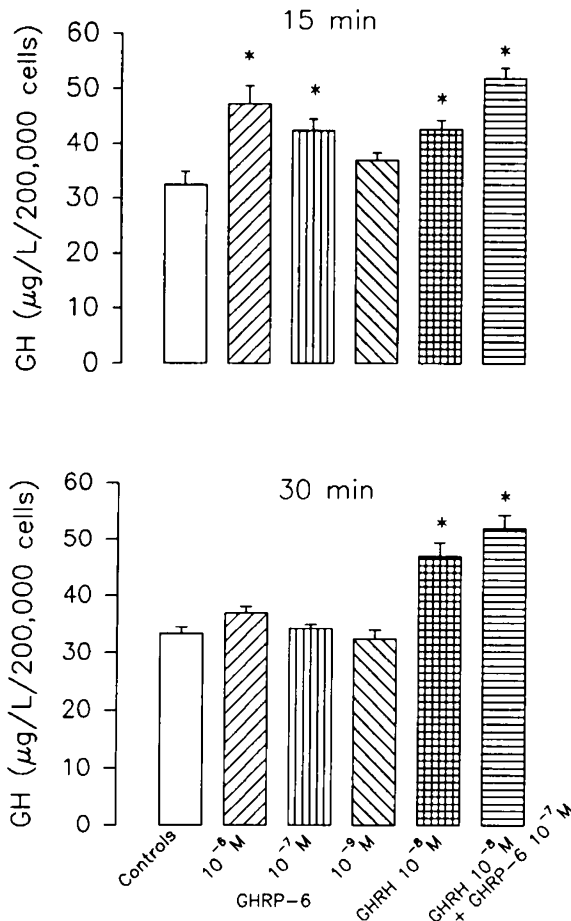 15 min
GH (µg/L/200,000 cells)
60
50
40
30
20
10
0
*
*
*
*
30 min
GH (µg/L/200,000 cells)
60
50
40
30
20
10
0
*
*
Controls
10⁻⁶ M
10⁻⁷ M
10⁻⁹ M
GHRP-6
GHRH 10⁻⁸ M
GHRH 10⁻⁸ M
GHRP-6 10⁻⁷ M